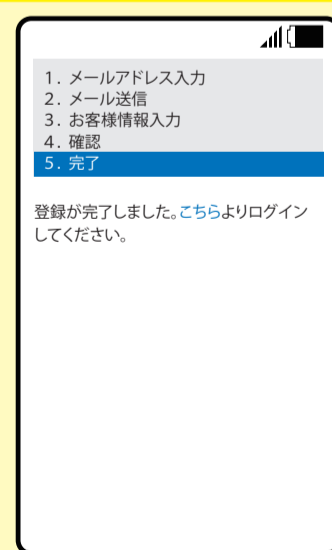 1. メールアドレス入力
2. メール送信
3. お客様情報入力
4. 確認
5. 完了
登録が完了しました。こちらよりログイン
してください。